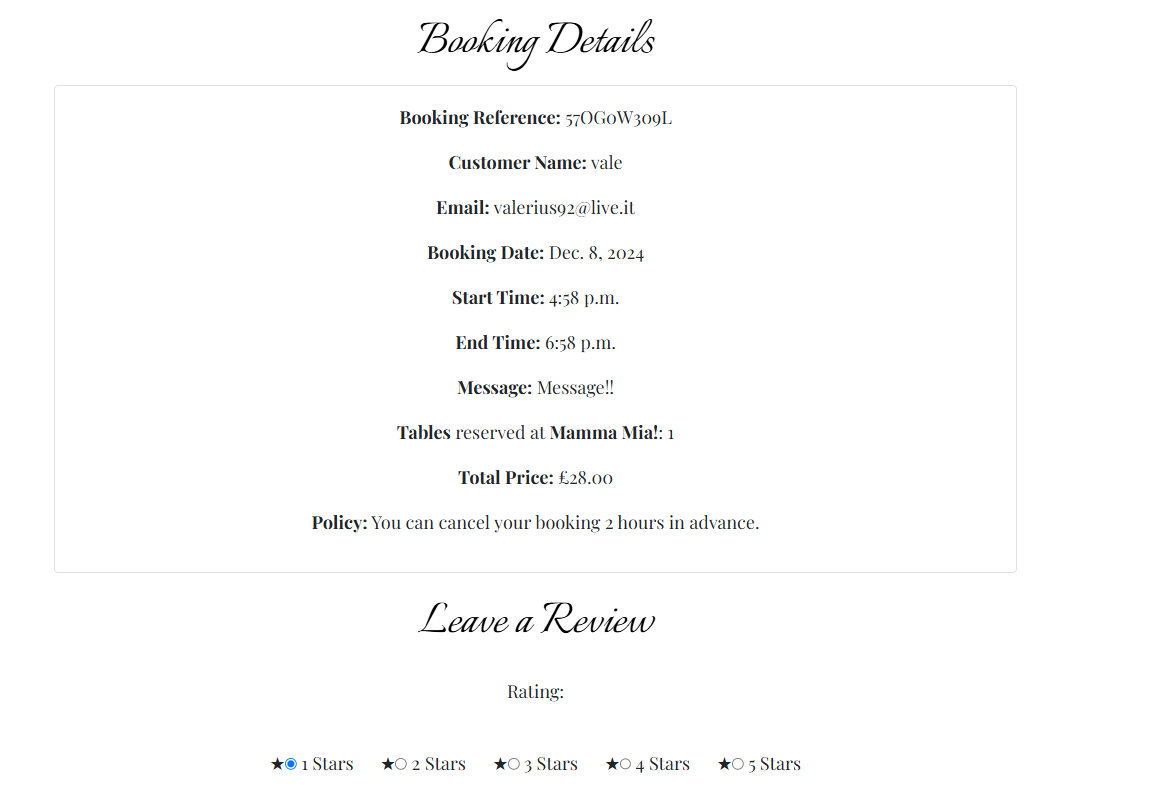 Booking Details
Booking Reference: 57OG0W309L
Customer Name: vale
Email: valerius92@live.it
Booking Date: Dec. 8, 2024
Start Time: 4:58 p.m.
End Time: 6:58 p.m.
Message: Message!!
Tables reserved at Mamma Mia!: 1
Total Price: £28.00
Policy: You can cancel your booking 2 hours in advance.
Leave a Review
Rating:
★ 1 Stars ★ 2 Stars ★ 3 Stars ★ 4 Stars ★ 5 Stars